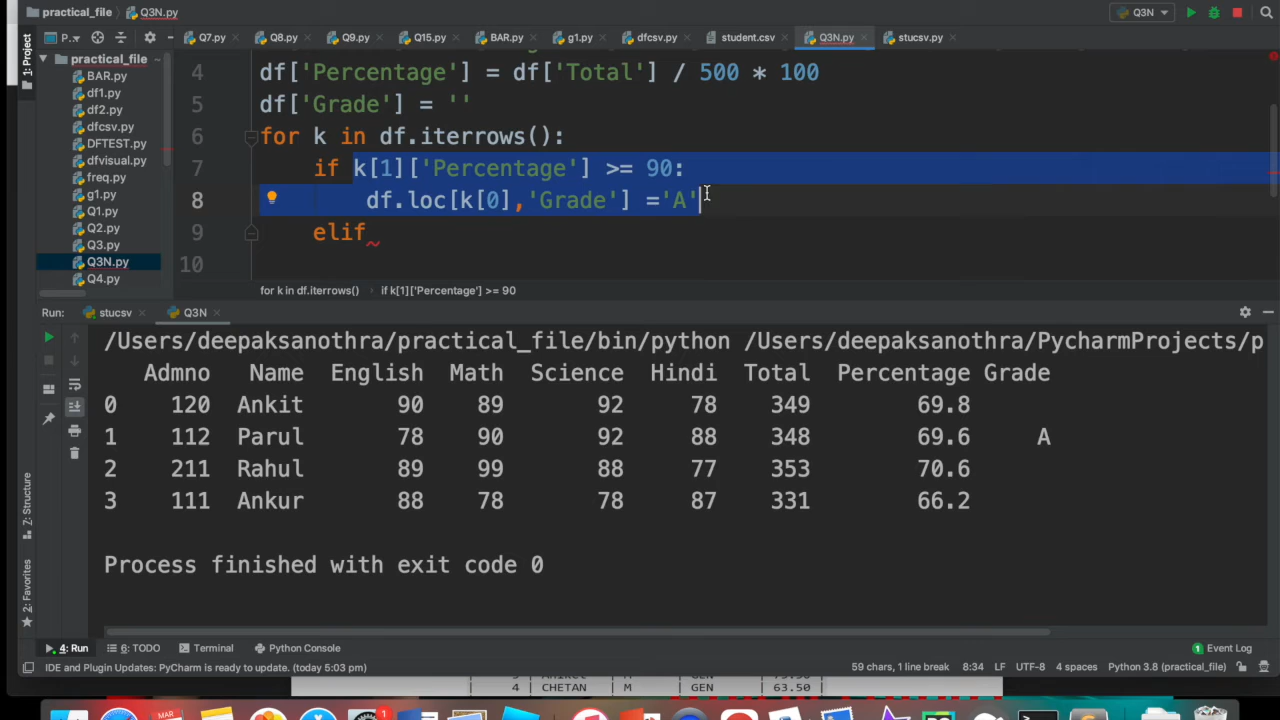 practical_file › Q3N.py
Q3N
P..
Q7.py
Q8.py
Q9.py
Q15.py
BAR.py
g1.py
dfcsv.py
student.csv
Q3N.py
stucsv.py
1: Project
practical_file
BAR.py
df1.py
df2.py
dfcsv.py
DFTEST.py
dfvisual.py
freq.py
g1.py
Q1.py
Q2.py
Q3.py
Q3N.py
Q4.py
4 df['Percentage'] = df['Total'] / 500 * 100
5 df['Grade'] = ''
6 for k in df.iterrows():
7 if k[1]['Percentage'] >= 90:
8 df.loc[k[0],'Grade'] ='A'
9 elif
10
for k in df.iterrows() › if k[1]['Percentage'] >= 90
Run: stucsv Q3N
/Users/deepaksanothra/practical_file/bin/python /Users/deepaksanothra/PycharmProjects/p
Admno Name English Math Science Hindi Total Percentage Grade
0 120 Ankit 90 89 92 78 349 69.8
1 112 Parul 78 90 92 88 348 69.6 A
2 211 Rahul 89 99 88 77 353 70.6
3 111 Ankur 88 78 78 87 331 66.2
Process finished with exit code 0
Z: Structure
2: Favorites
4: Run
6: TODO
Terminal
Python Console
1 Event Log
IDE and Plugin Updates: PyCharm is ready to update. (today 5:03 pm)
59 chars, 1 line break 8:34 LF UTF-8 4 spaces Python 3.8 (practical_file)
4 CHETAN M GEN 63.50
MAR